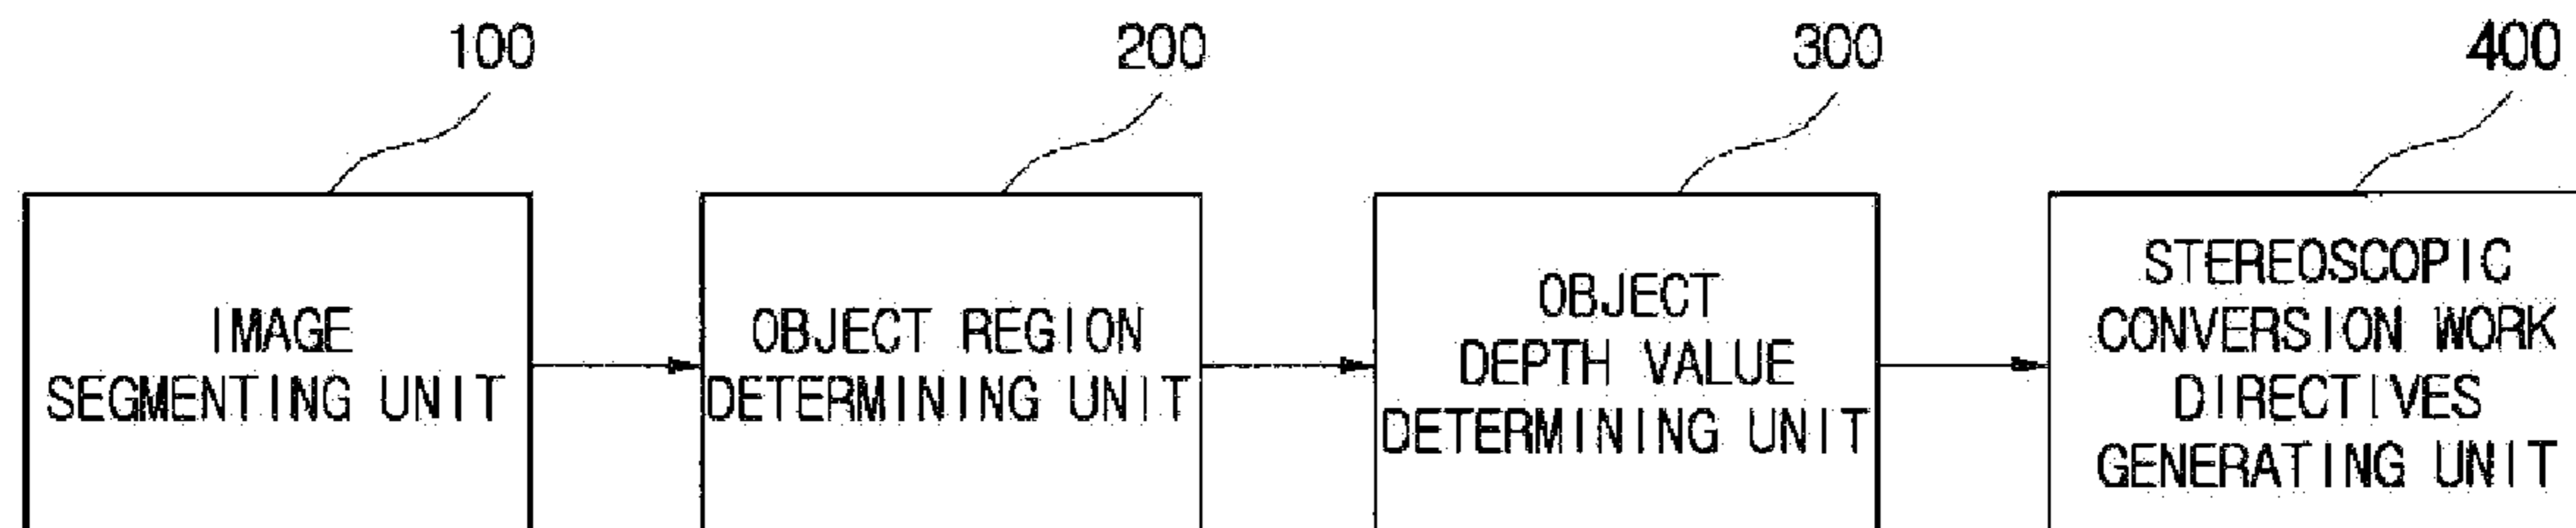 100
200
300
400
IMAGE
SEGMENTING UNIT
OBJECT REGION
DETERMINING UNIT
OBJECT
DEPTH VALUE
DETERMINING UNIT
STEREOSCOPIC
CONVERSION WORK
DIRECTIVES
GENERATING UNIT